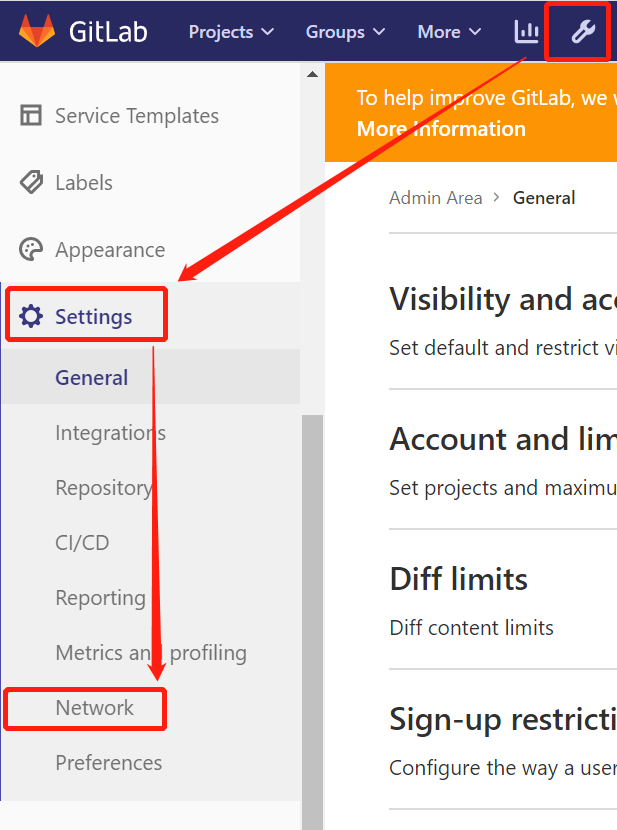 GitLab Projects Groups More
Service Templates
Labels
Appearance
Settings
General
Integrations
Repository
CI/CD
Reporting
Metrics and profiling
Network
Preferences
To help improve GitLab, we
More information
Admin Area > General
Visibility and acc
Set default and restrict vi
Account and lim
Set projects and maximu
Diff limits
Diff content limits
Sign-up restricti
Configure the way a user